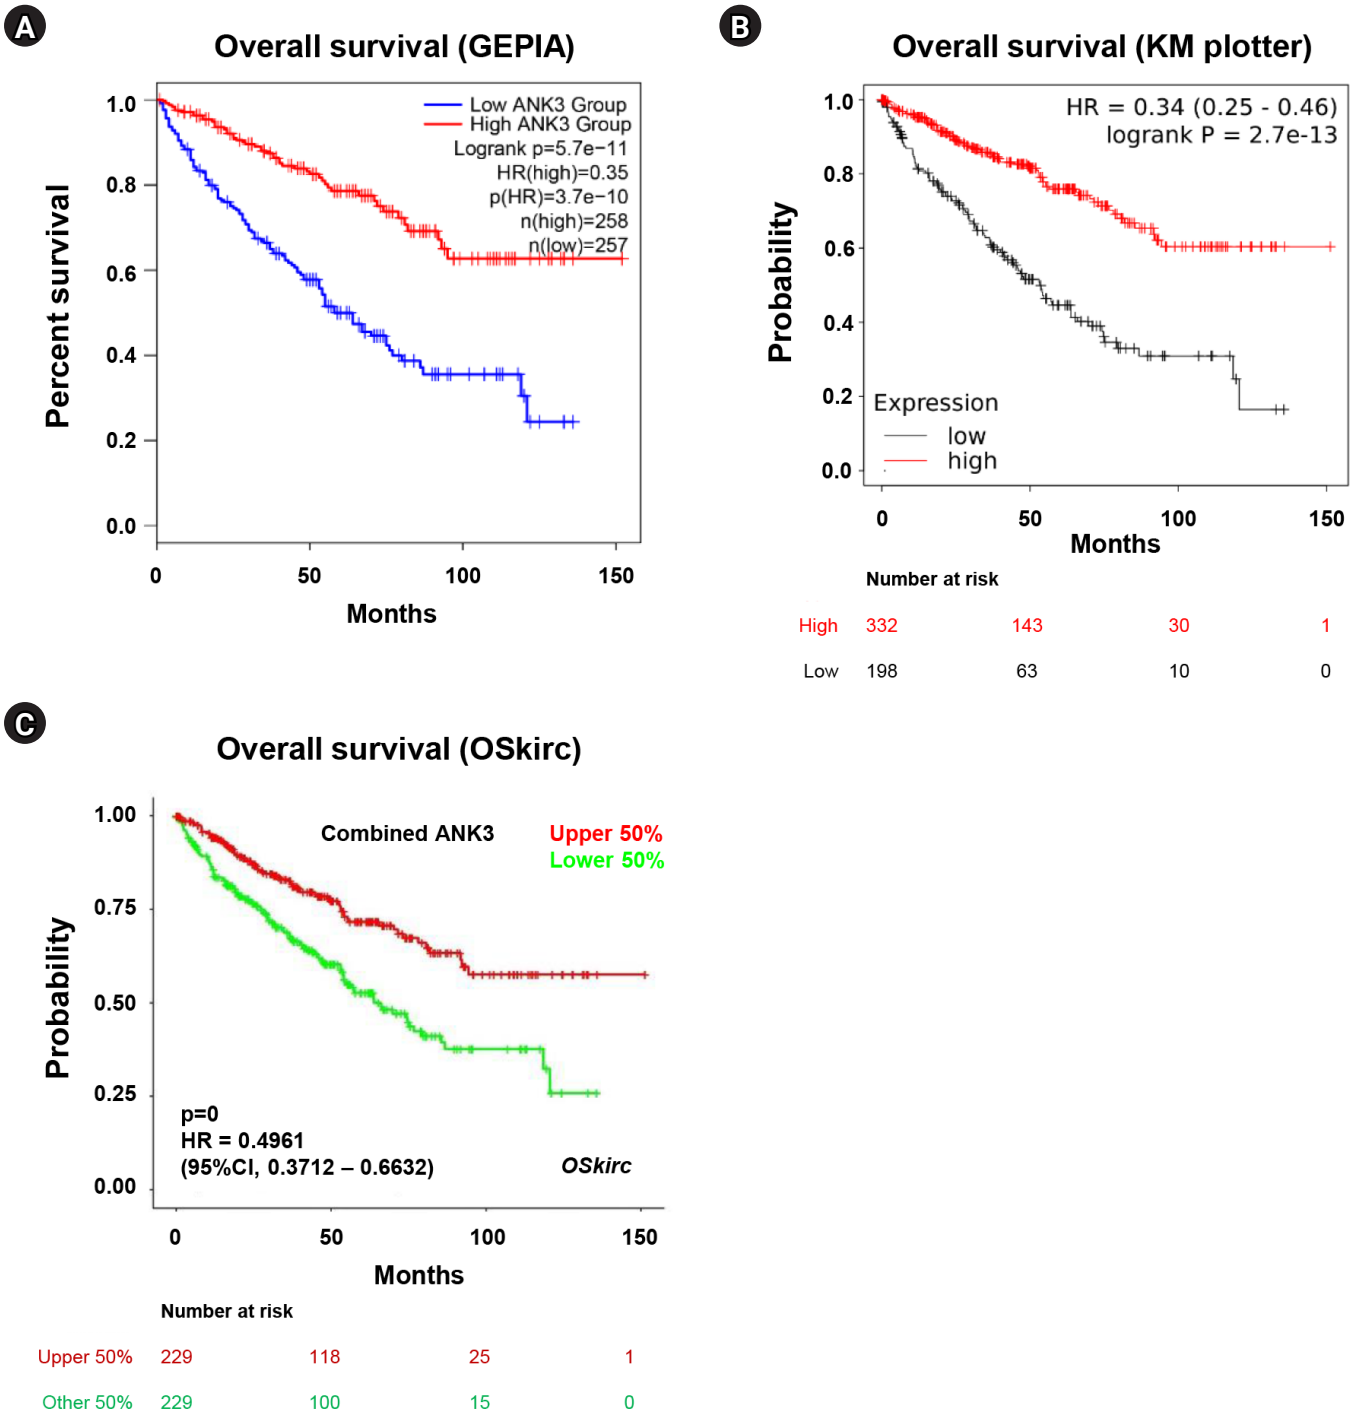 A
Overall survival (GEPIA)
Percent survival
1.0
0.8
0.6
0.4
0.2
0.0
Low ANK3 Group
High ANK3 Group
Logrank p=5.7e−11
HR(high)=0.35
p(HR)=3.7e−10
n(high)=258
n(low)=257
0 50 100 150
Months
B
Overall survival (KM plotter)
Probability
1.0
0.8
0.6
0.4
0.2
0.0
HR = 0.34 (0.25 - 0.46)
logrank P = 2.7e-13
Expression
low
high
0 50 100 150
Months
Number at risk
High 332 143 30 1
Low 198 63 10 0
C
Overall survival (OSkirc)
Probability
1.00
0.75
0.50
0.25
0.00
Combined ANK3
Upper 50%
Lower 50%
p=0
HR = 0.4961
(95%CI, 0.3712 – 0.6632)
OSkirc
0 50 100 150
Months
Number at risk
Upper 50% 229 118 25 1
Other 50% 229 100 15 0